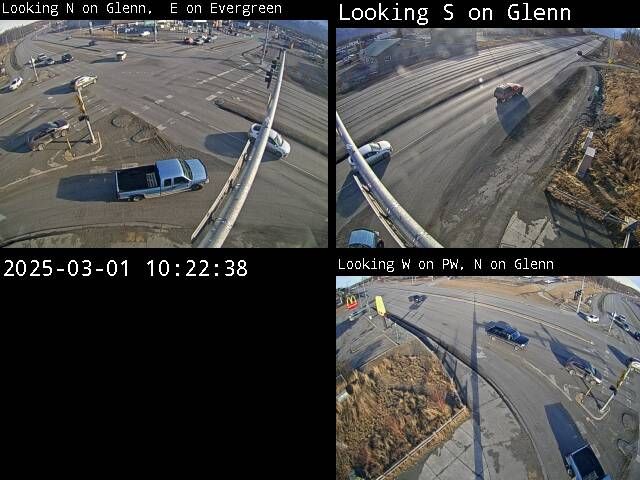 Looking N on Glenn,  E on Evergreen
Looking S on Glenn
2025-03-01 10:22:38
Looking W on PW, N on Glenn